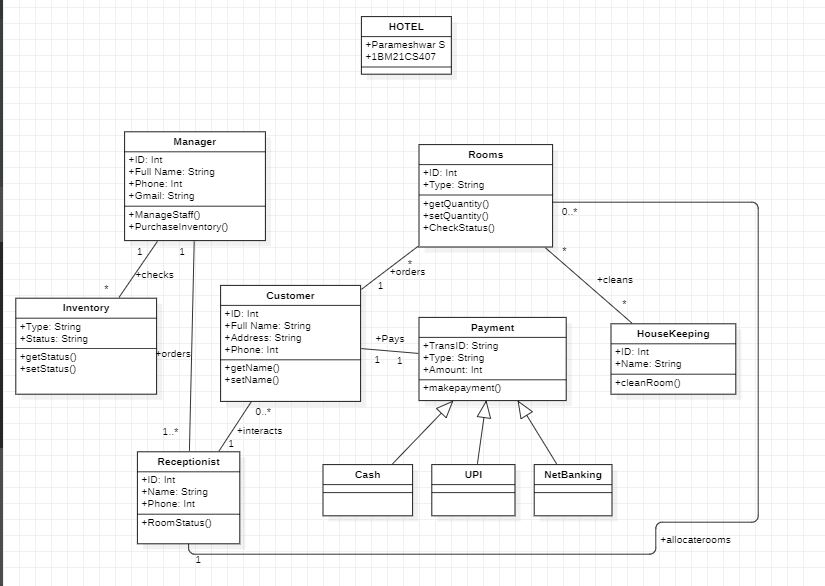 HOTEL
+Parameshwar S
+1BM21CS407
Manager
+ID: Int
+Full Name: String
+Phone: Int
+Gmail: String
+ManageStaff()
+PurchaseInventory()
Rooms
+ID: Int
+Type: String
+getQuantity()
+setQuantity()
+CheckStatus()
0..*
1
1
+checks
*
*
+orders
1
*
+cleans
*
Inventory
+Type: String
+Status: String
+getStatus()
+setStatus()
Customer
+ID: Int
+Full Name: String
+Address: String
+Phone: Int
+getName()
+setName()
+Pays
1
1
Payment
+TransID: String
+Type: String
+Amount: Int
+makepayment()
HouseKeeping
+ID: Int
+Name: String
+cleanRoom()
+orders
1..*
0..*
+interacts
1
Receptionist
+ID: Int
+Name: String
+Phone: Int
+RoomStatus()
Cash
UPI
NetBanking
+allocaterooms
1